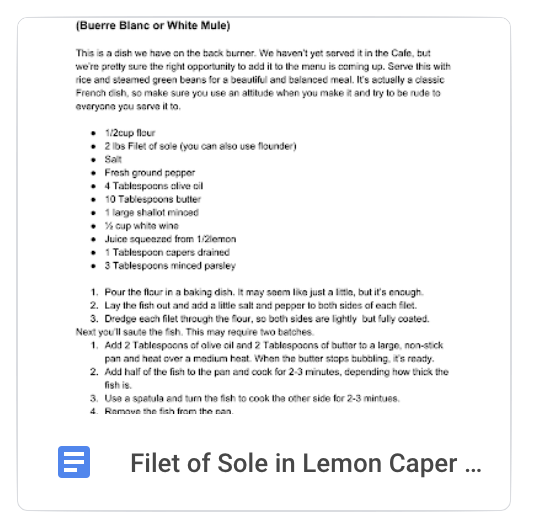 (Buerre Blanc or White Mule)
This is a dish we have on the back burner. We haven't yet served it in the Cafe, but
we're pretty sure the right opportunity to add it to the menu is coming up. Serve this with
rice and steamed green beans for a beautiful and balanced meal. It's actually a classic
French dish, so make sure you use an attitude when you make it and try to be rude to
everyone you serve it to.
• 1/2cup flour
• 2 lbs Filet of sole (you can also use flounder)
• Salt
• Fresh ground pepper
• 4 Tablespoons olive oil
• 10 Tablespoons butter
• 1 large shallot minced
• ½ cup white wine
• Juice squeezed from 1/2lemon
• 1 Tablespoon capers drained
• 3 Tablespoons minced parsley
1. Pour the flour in a baking dish. It may seem like just a little, but it's enough.
2. Lay the fish out and add a little salt and pepper to both sides of each filet.
3. Dredge each filet through the flour, so both sides are lightly but fully coated.
Next you'll saute the fish. This may require two batches.
1. Add 2 Tablespoons of olive oil and 2 Tablespoons of butter to a large, non-stick
pan and heat over a medium heat. When the butter stops bubbling, it's ready.
2. Add half of the fish to the pan and cook for 2-3 minutes, depending how thick the
fish is.
3. Use a spatula and turn the fish to cook the other side for 2-3 mintues.
4. Remove the fish from the pan.
Filet of Sole in Lemon Caper ...